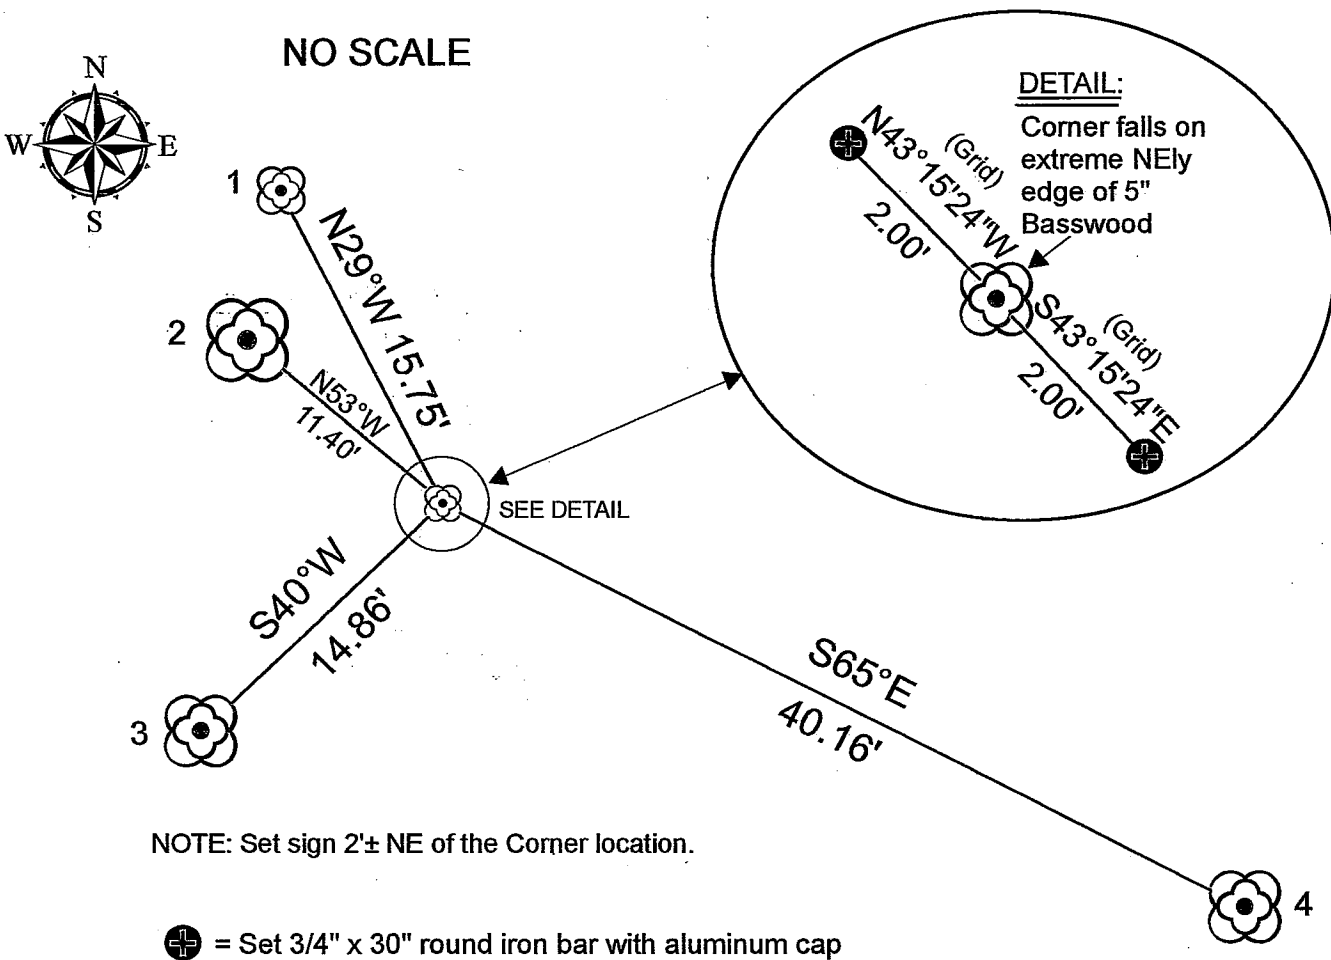 NO SCALE
N
W
E
S
DETAIL:
Corner falls on
extreme NEly
edge of 5"
Basswood
N43°15'24"W
(Grid)
2.00'
S43°15'24"E
(Grid)
2.00'
1
N29°W 15.75'
2
N53°W
11.40'
SEE DETAIL
S40°W
14.86'
3
S65°E
40.16'
4
NOTE: Set sign 2'± NE of the Corner location.
= Set 3/4" x 30" round iron bar with aluminum cap